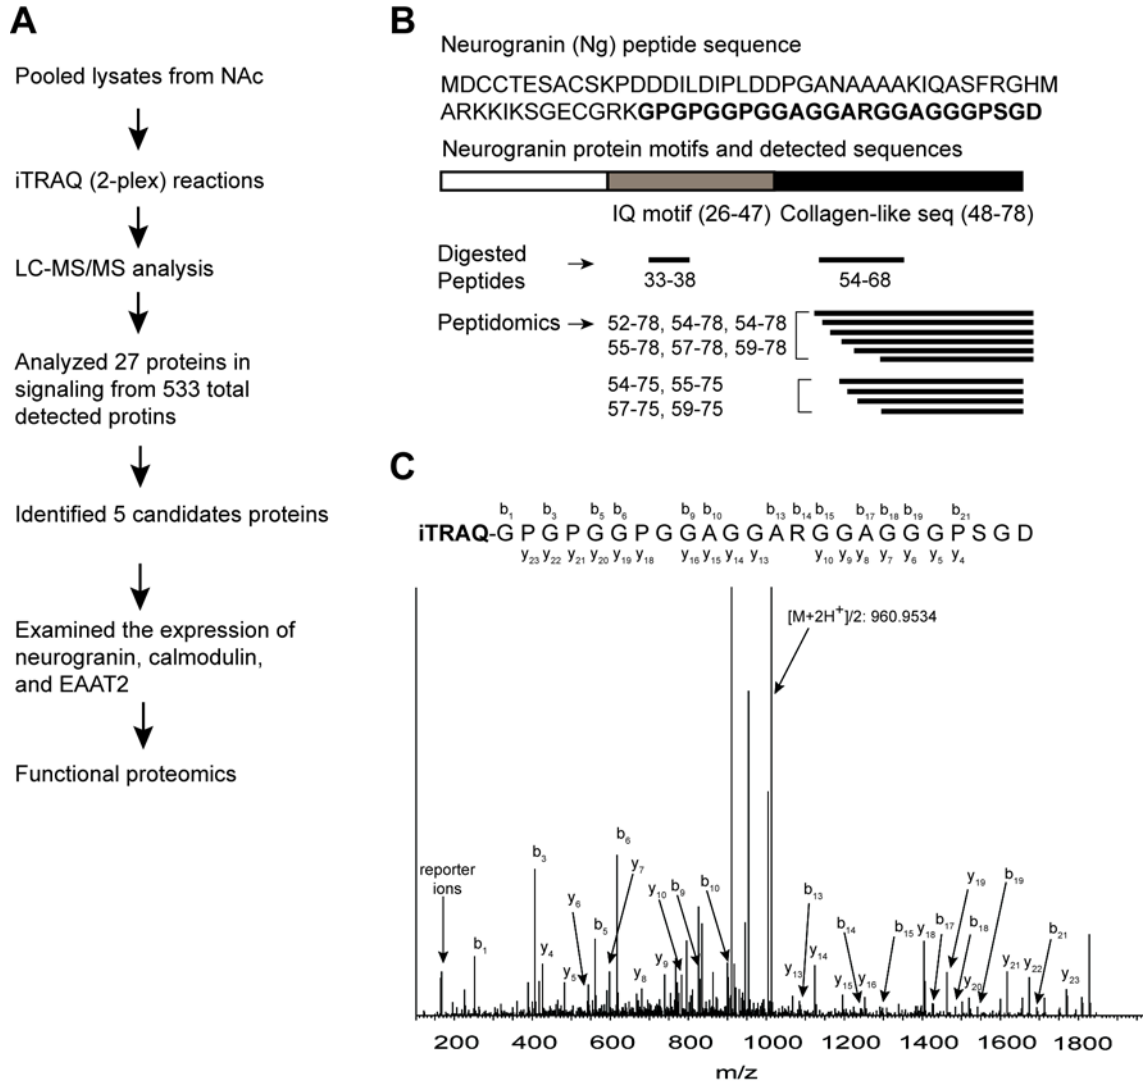 A
Pooled lysates from NAc
iTRAQ (2-plex) reactions
LC-MS/MS analysis
Analyzed 27 proteins in
signaling from 533 total
detected protins
Identified 5 candidates proteins
Examined the expression of
neurogranin, calmodulin,
and EAAT2
Functional proteomics
B
Neurogranin (Ng) peptide sequence
MDCCTESACSKPDDDILDIPLDDPGANAAAAKIQASFRGHM
ARKKIKSGECGRKGPGPGGPGGAGGARGGAGGGPSGD
Neurogranin protein motifs and detected sequences
IQ motif (26-47) Collagen-like seq (48-78)
Digested
Peptides
33-38
54-68
Peptidomics
52-78, 54-78, 54-78
55-78, 57-78, 59-78
54-75, 55-75
57-75, 59-75
C
b1 b3 b5 b6 b9 b10 b13 b14 b15 b17 b18 b19 b21
iTRAQ-G P G P G G P G G A G G A R G G A G G G P S G D
y23 y22 y21 y20 y19 y18 y16 y15 y14 y13 y10 y9 y8 y7 y6 y5 y4
[M+2H+]/2: 960.9534
reporter
ions
b1
b3
y4
y5
y6
b5
b6
y7
y8
y9
y10
b9
b10
y13
b13
y14
y15
b14
y16
b15
y18
b17
y19
b18
y20
b19
y21
y22
b21
y23
200 400 600 800 1000 1200 1400 1600 1800
m/z